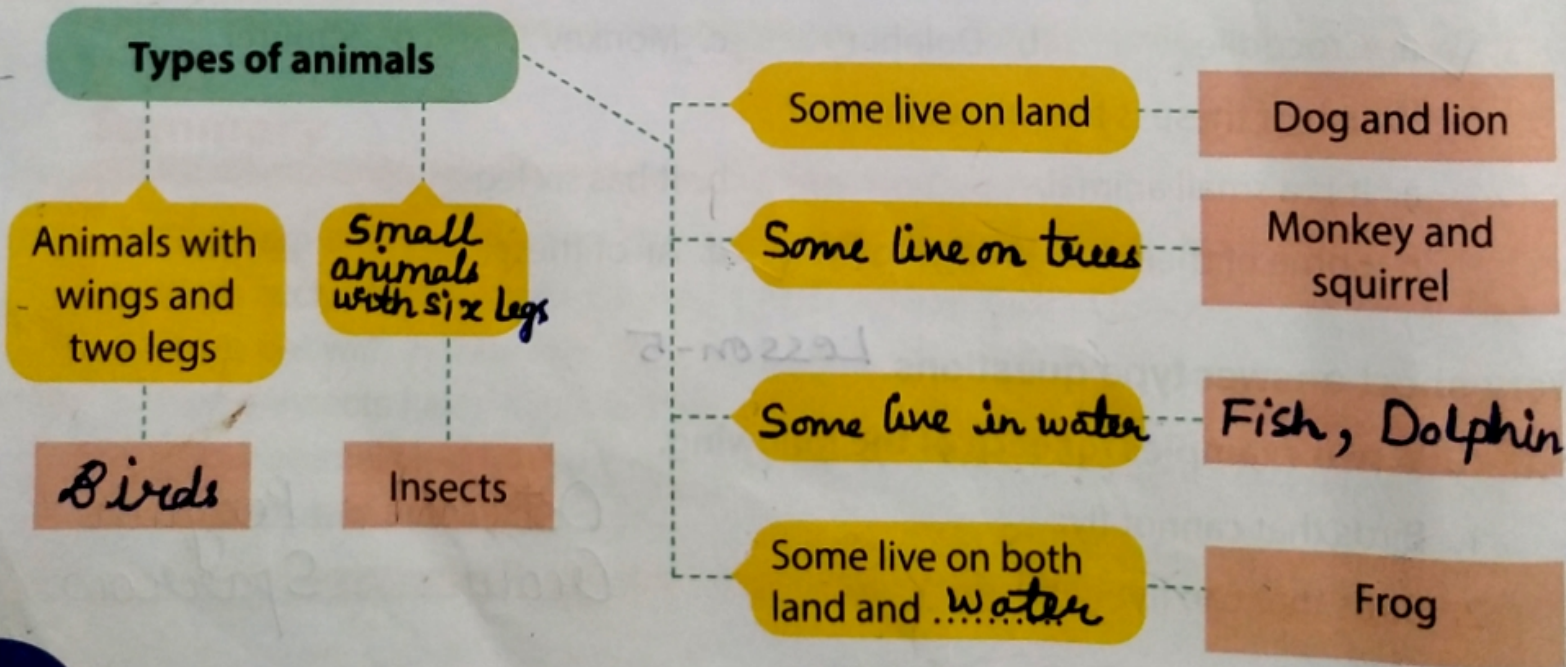 Types of animals
Animals with
wings and
two legs
Birds
Small
animals
with six legs
Insects
Some live on land
Dog and lion
Some live on trees
Monkey and
squirrel
Some live in water
Fish, Dolphin
Some live on both
land and ..water..
Frog
Lesson-5